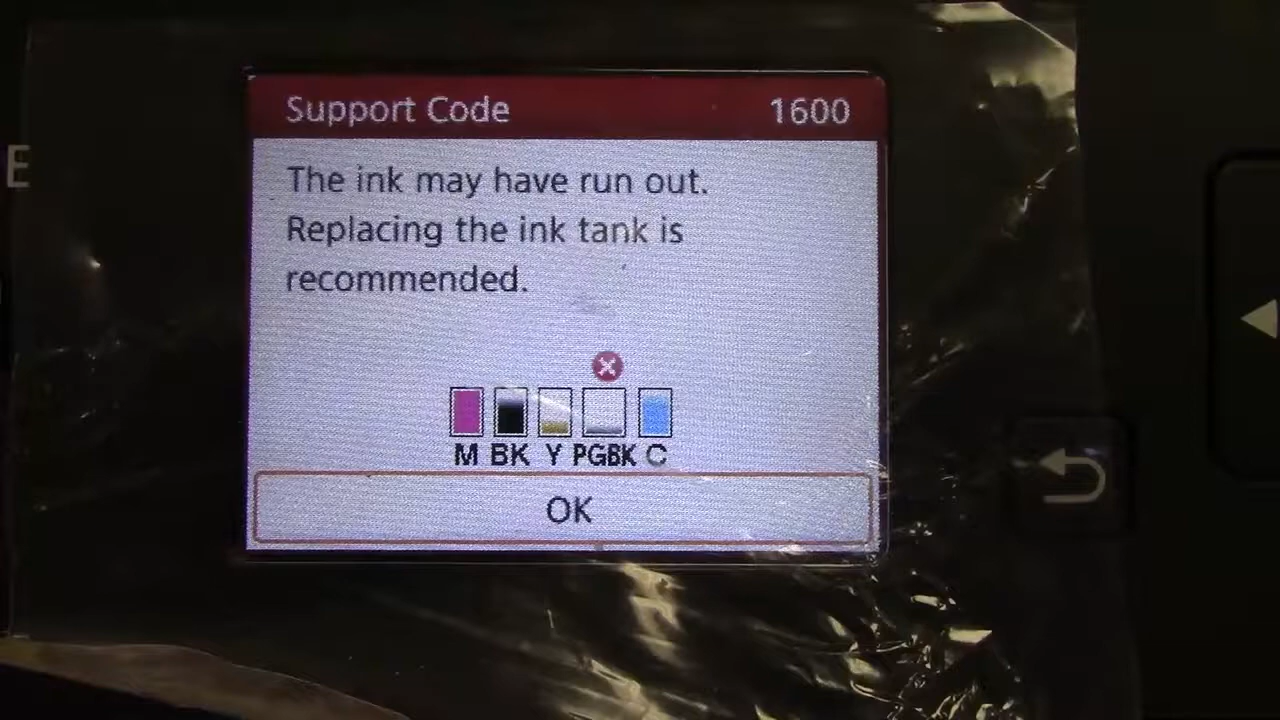 Support Code 1600
E
The ink may have run out.
Replacing the ink tank is
recommended.
M BK Y PGBK C
OK